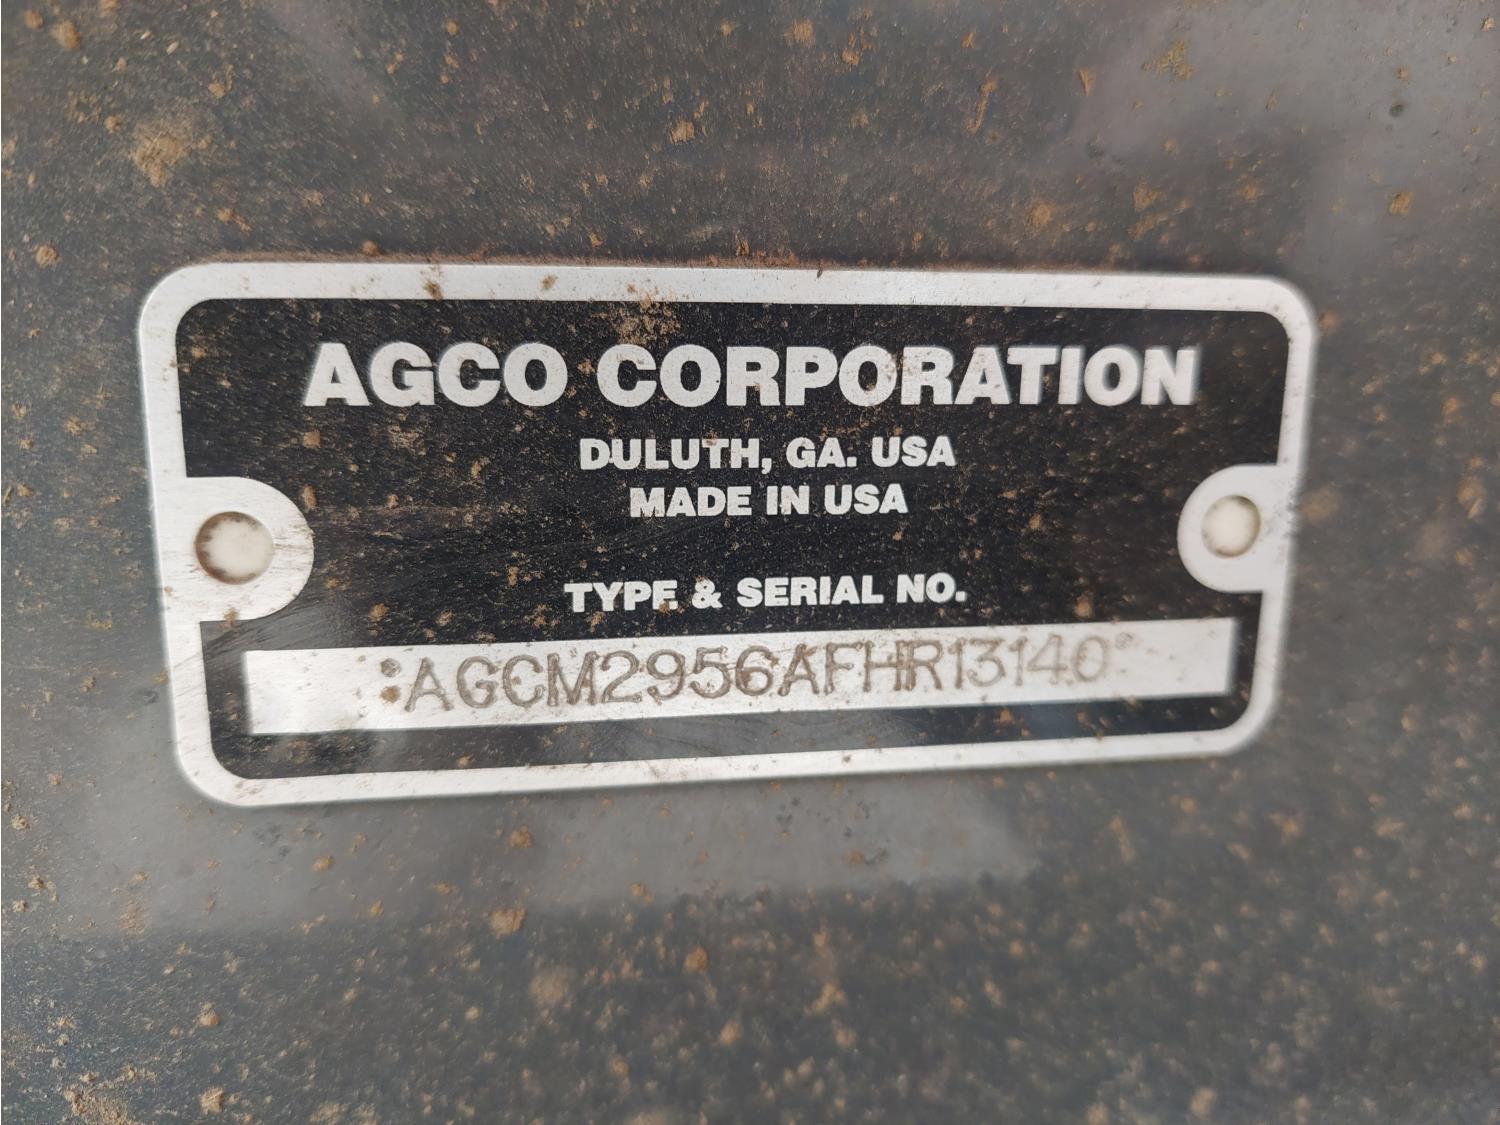 AGCO CORPORATION
DULUTH, GA. USA
MADE IN USA
TYPE & SERIAL NO.
*AGCM2956AFHR13140*